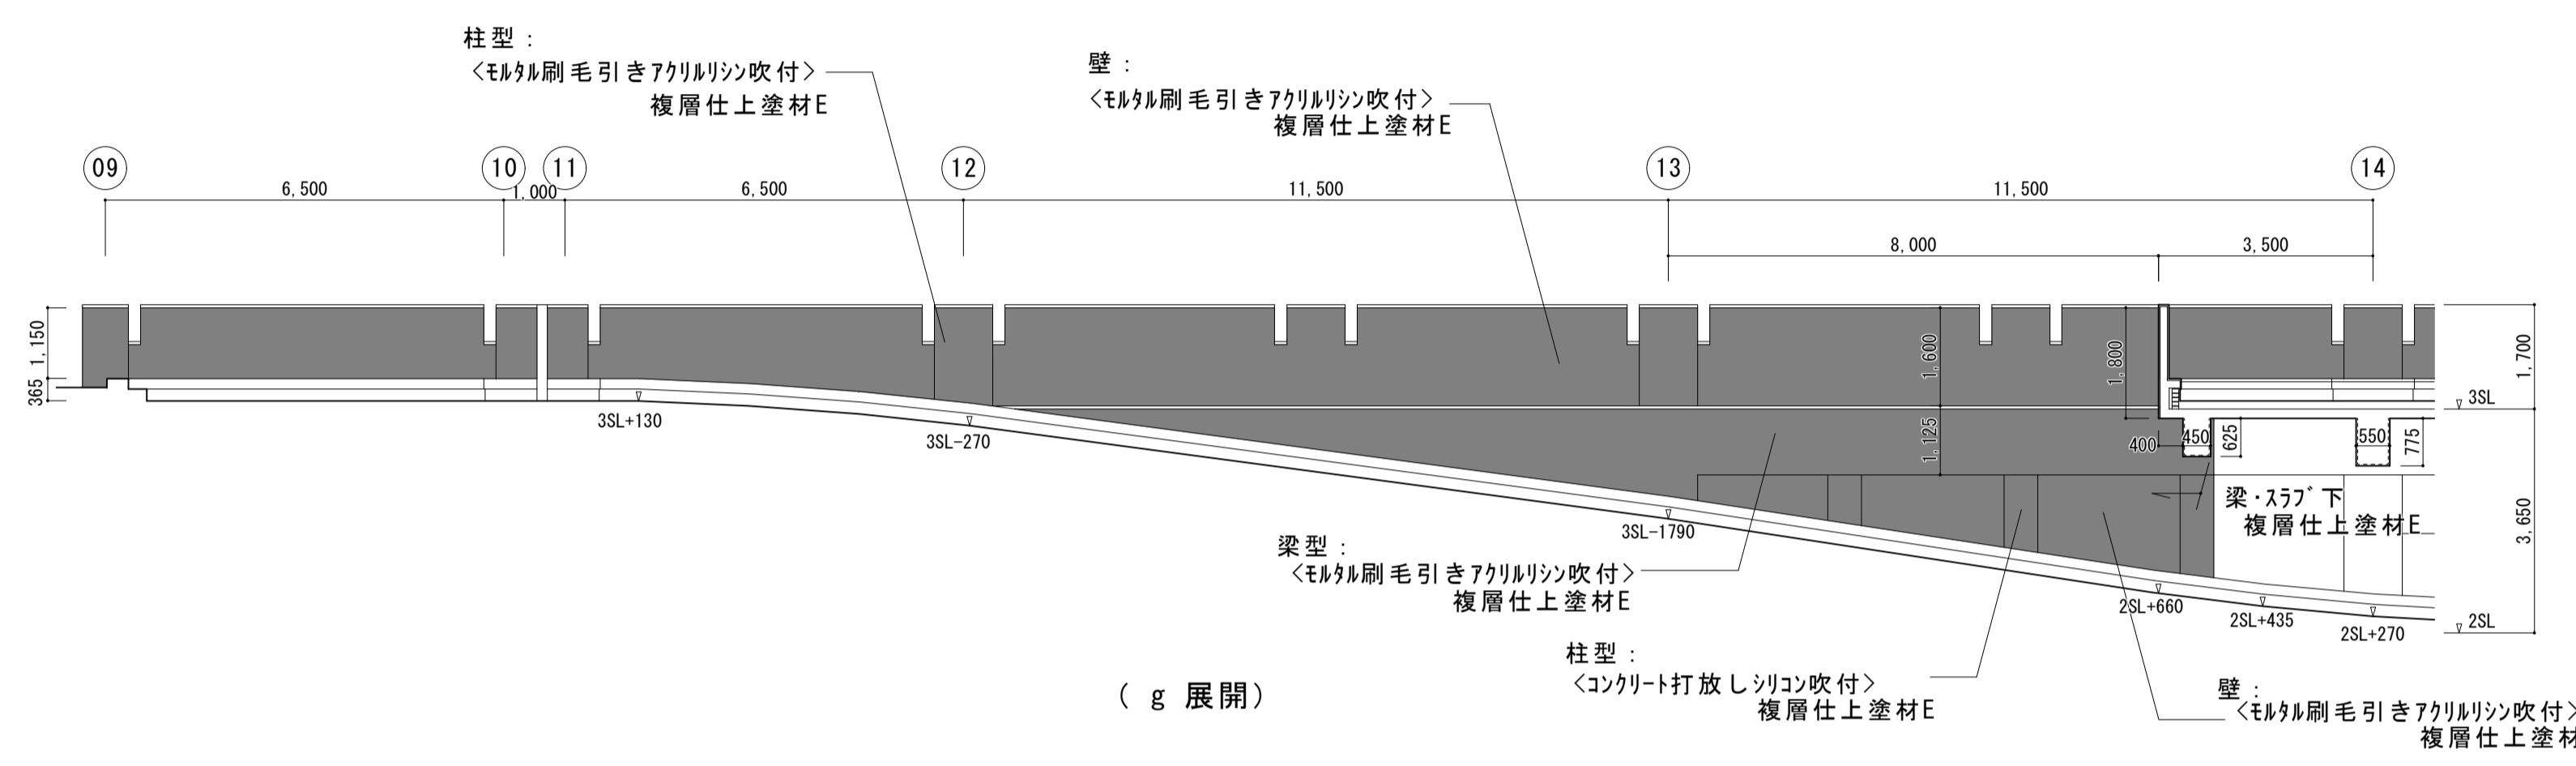 柱型：
<ﾓﾙﾀﾙ刷毛引きｱｸﾘﾙﾘｼﾝ吹付>
複層仕上塗材E
壁：
<ﾓﾙﾀﾙ刷毛引きｱｸﾘﾙﾘｼﾝ吹付>
複層仕上塗材E
09 10 11 12 13 14
6,500 1,000 6,500 11,500 11,500
8,000 3,500
1,150
365
1,600
1,800
1,700
3SL
3SL+130
3SL-270
1,125
400 450 625 550 775
3SL-1790
梁・ｽﾗﾌﾞ下
複層仕上塗材E
3,650
梁型：
<ﾓﾙﾀﾙ刷毛引きｱｸﾘﾙﾘｼﾝ吹付>
複層仕上塗材E
2SL+660
2SL+435
2SL+270
2SL
柱型：
<ｺﾝｸﾘｰﾄ打放しｼﾘｺﾝ吹付>
複層仕上塗材E
壁：
<ﾓﾙﾀﾙ刷毛引きｱｸﾘﾙﾘｼﾝ吹付>
複層仕上塗材
（ g 展開）